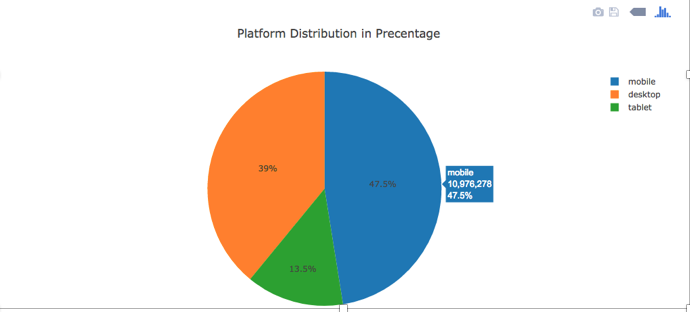 Platform Distribution in Precentage
mobile
desktop
tablet
39%
47.5%
mobile
10,976,278
47.5%
13.5%